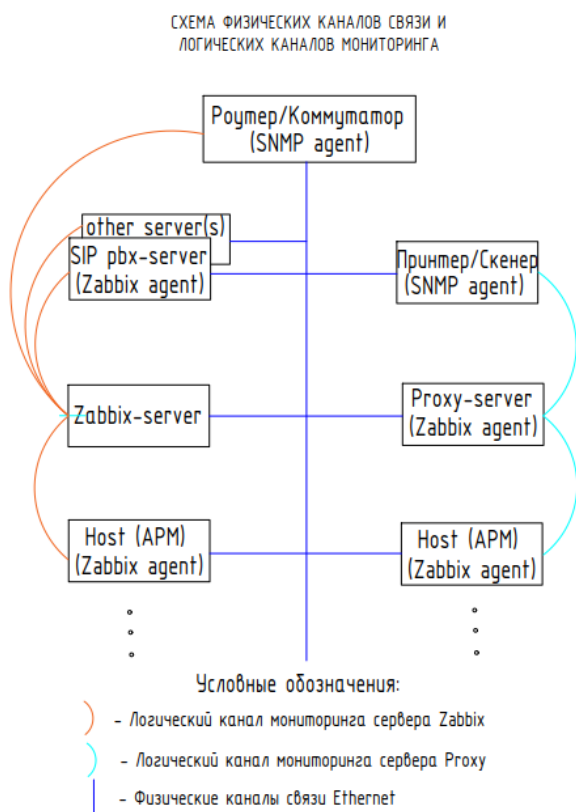 СХЕМА ФИЗИЧЕСКИХ КАНАЛОВ СВЯЗИ И
ЛОГИЧЕСКИХ КАНАЛОВ МОНИТОРИНГА
Роутер/Коммутатор
(SNMP agent)
other server(s)
SIP pbx-server
(Zabbix agent)
Принтер/Скенер
(SNMP agent)
Zabbix-server
Proxy-server
(Zabbix agent)
Host (АРМ)
(Zabbix agent)
Host (АРМ)
(Zabbix agent)
Условные обозначения:
- Логический канал мониторинга сервера Zabbix
- Логический канал мониторинга сервера Proxy
- Физические каналы связи Ethernet